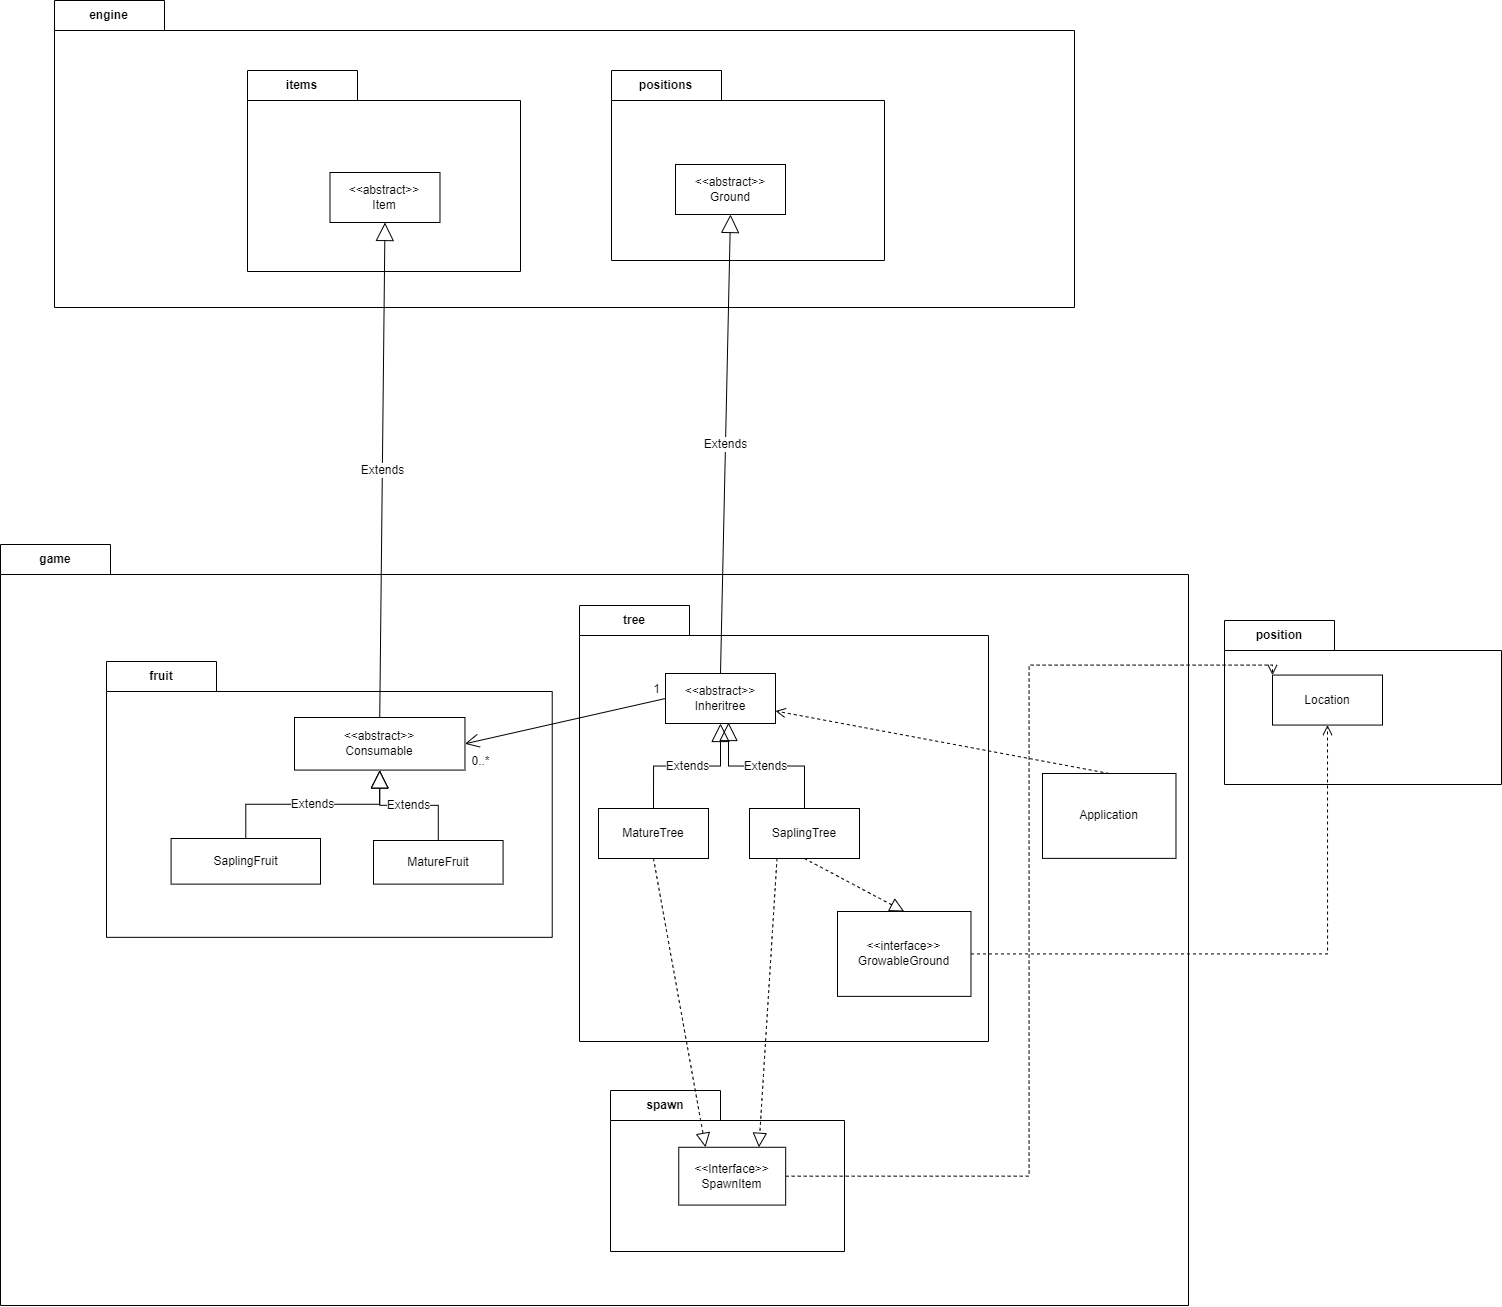 engine
items
positions
<<abstract>>
Item
<<abstract>>
Ground
Extends
Extends
game
tree
position
fruit
1
<<abstract>>
Inheritree
Location
<<abstract>>
Consumable
0..*
Extends
Extends
Extends
Extends
Application
MatureTree
SaplingTree
SaplingFruit
MatureFruit
<<interface>>
GrowableGround
spawn
<<Interface>>
SpawnItem